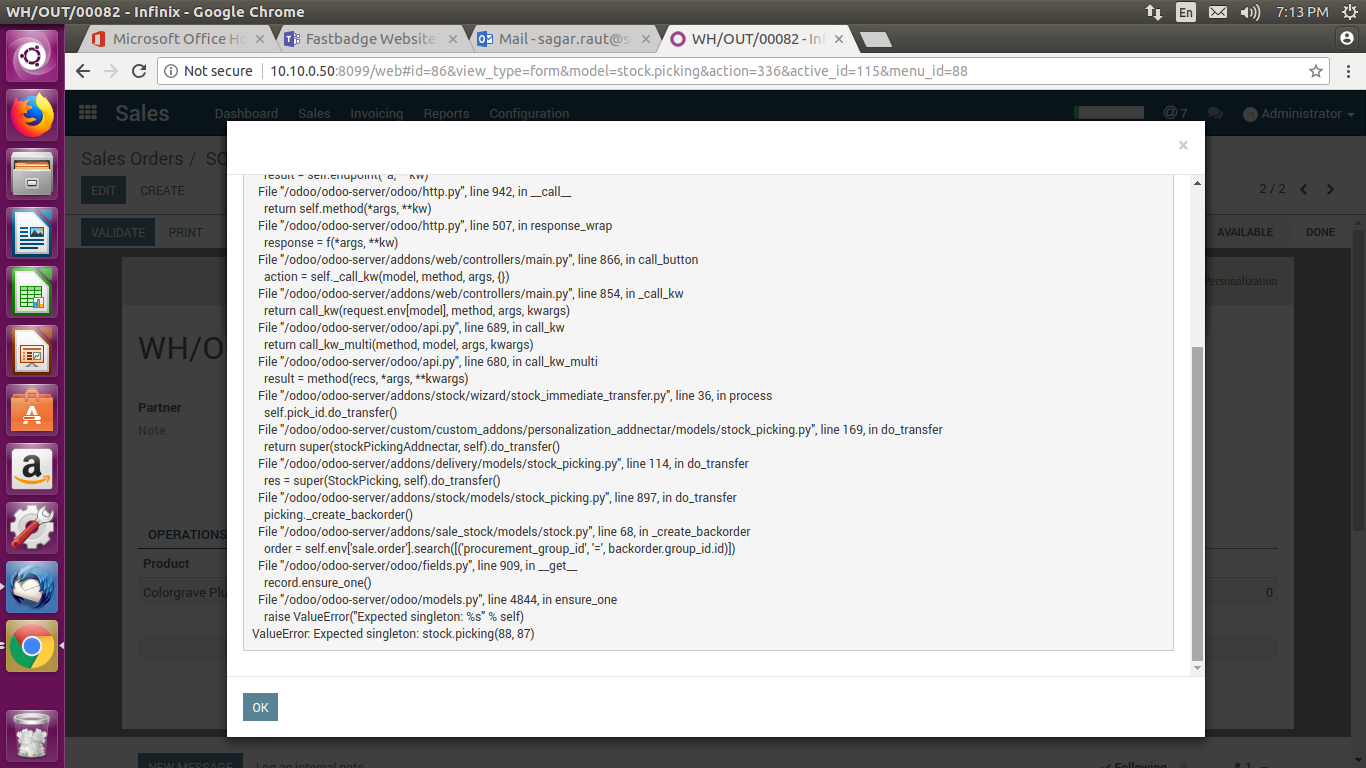 WH/OUT/00082 - Infinix - Google Chrome
En
7:13 PM
Microsoft Office Ho
Fastbadge Website
Mail - sagar.raut@s
WH/OUT/00082 - Inf
Not secure
10.10.0.50:8099/web#id=86&view_type=form&model=stock.picking&action=336&active_id=115&menu_id=88
Sales
Dashboard
Sales
Invoicing
Reports
Configuration
@ 7
Administrator
Sales Orders / SO
EDIT
CREATE
2 / 2
VALIDATE
PRINT
AVAILABLE
DONE
Personalization
WH/O
Partner
Note
OPERATIONS
Product
Colorgrave Plu
0
×
result = self.endpoint(*a, **kw)
File "/odoo/odoo-server/odoo/http.py", line 942, in __call__
return self.method(*args, **kw)
File "/odoo/odoo-server/odoo/http.py", line 507, in response_wrap
response = f(*args, **kw)
File "/odoo/odoo-server/addons/web/controllers/main.py", line 866, in call_button
action = self._call_kw(model, method, args, {})
File "/odoo/odoo-server/addons/web/controllers/main.py", line 854, in _call_kw
return call_kw(request.env[model], method, args, kwargs)
File "/odoo/odoo-server/odoo/api.py", line 689, in call_kw
return call_kw_multi(method, model, args, kwargs)
File "/odoo/odoo-server/odoo/api.py", line 680, in call_kw_multi
result = method(recs, *args, **kwargs)
File "/odoo/odoo-server/addons/stock/wizard/stock_immediate_transfer.py", line 36, in process
self.pick_id.do_transfer()
File "/odoo/odoo-server/custom/custom_addons/personalization_addnectar/models/stock_picking.py", line 169, in do_transfer
return super(stockPickingAddnectar, self).do_transfer()
File "/odoo/odoo-server/addons/delivery/models/stock_picking.py", line 114, in do_transfer
res = super(StockPicking, self).do_transfer()
File "/odoo/odoo-server/addons/stock/models/stock_picking.py", line 897, in do_transfer
picking._create_backorder()
File "/odoo/odoo-server/addons/sale_stock/models/stock.py", line 68, in _create_backorder
order = self.env['sale.order'].search([('procurement_group_id', '=', backorder.group_id.id)])
File "/odoo/odoo-server/odoo/fields.py", line 909, in __get__
record.ensure_one()
File "/odoo/odoo-server/odoo/models.py", line 4844, in ensure_one
raise ValueError("Expected singleton: %s" % self)
ValueError: Expected singleton: stock.picking(88, 87)
OK
NEW MESSAGE
Log an internal note
Following
1